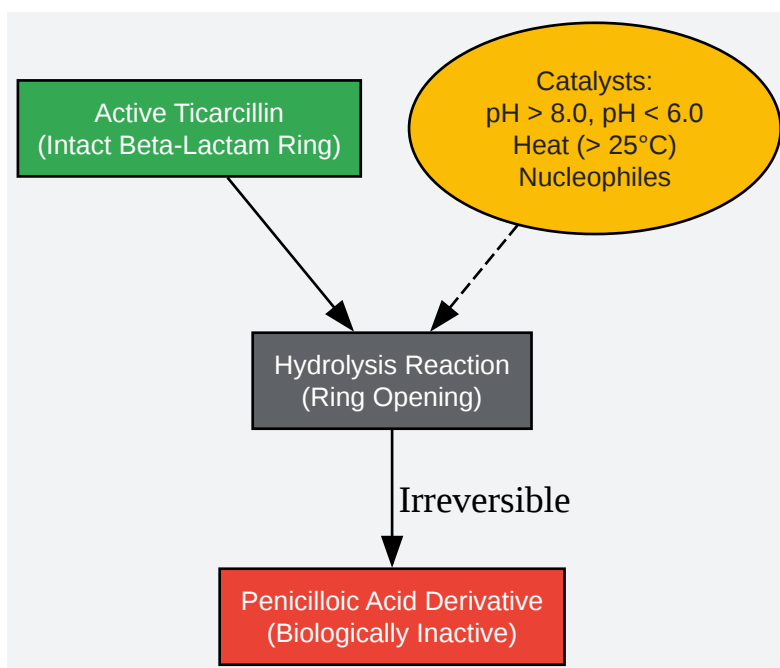 Active Ticarcillin
(Intact Beta-Lactam Ring)
Catalysts:
pH > 8.0, pH < 6.0
Heat (> 25°C)
Nucleophiles
Hydrolysis Reaction
(Ring Opening)
Irreversible
Penicilloic Acid Derivative
(Biologically Inactive)